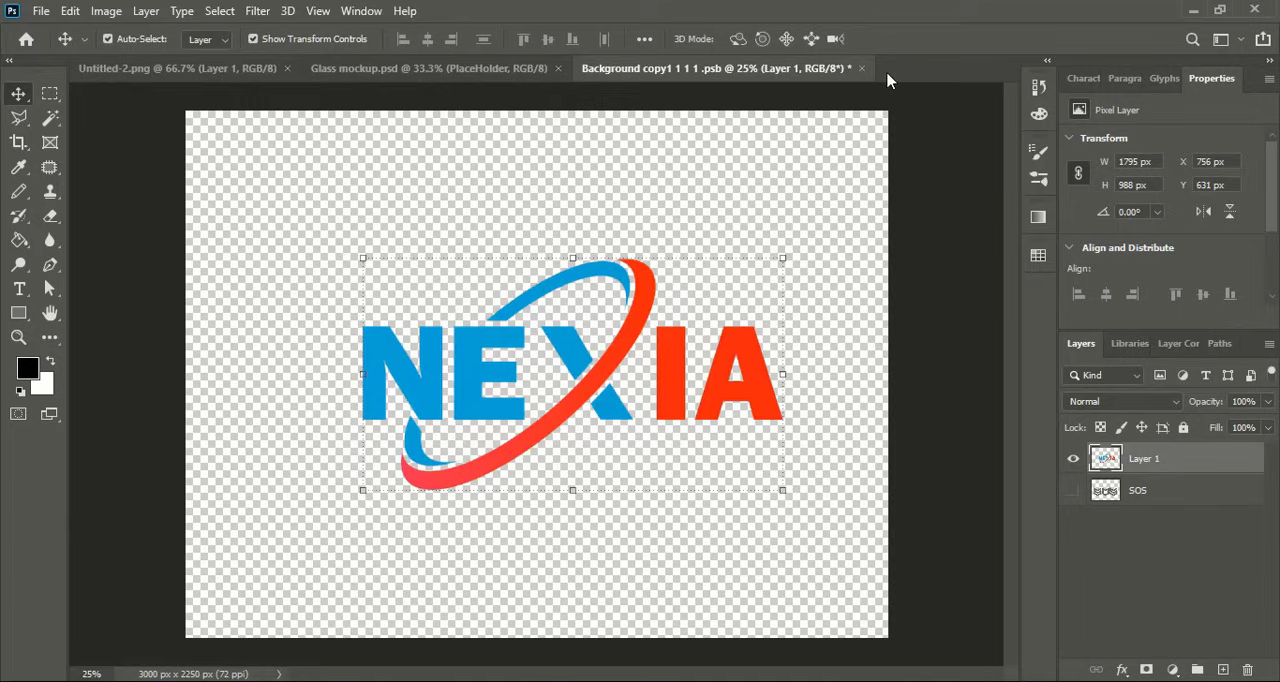 Ps File Edit Image Layer Type Select Filter 3D View Window Help
Auto-Select: Layer Show Transform Controls 3D Mode:
Untitled-2.png @ 66.7% (Layer 1, RGB/8) × Glass mockup.psd @ 33.3% (PlaceHolder, RGB/8) × Background copy1 1 1 1 .psb @ 25% (Layer 1, RGB/8*) * ×
Charact Paragra Glyphs Properties
Pixel Layer
Transform
W 1795 px X 756 px
H 988 px Y 631 px
0.00°
Align and Distribute
Align:
NEXIA
Layers Libraries Layer Cor Paths
Kind
Normal Opacity: 100%
Lock: Fill: 100%
Layer 1
SOS
25% 3000 px x 2250 px (72 ppi)